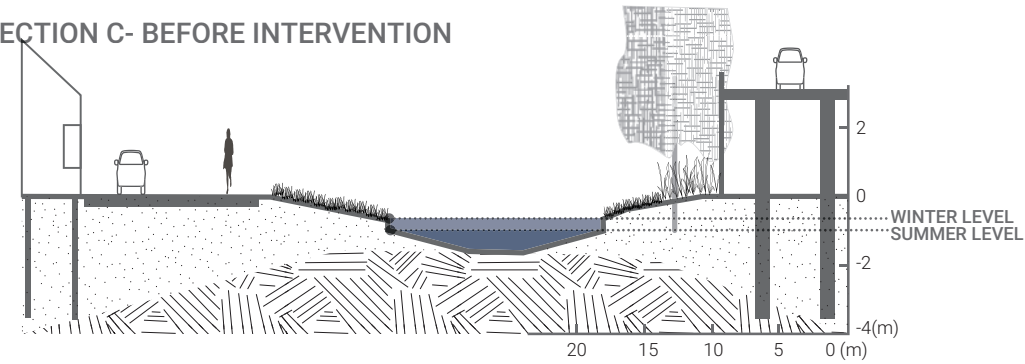 ECTION C- BEFORE INTERVENTION
2
0
WINTER LEVEL
SUMMER LEVEL
-2
-4(m)
20 15 10 5 0 (m)